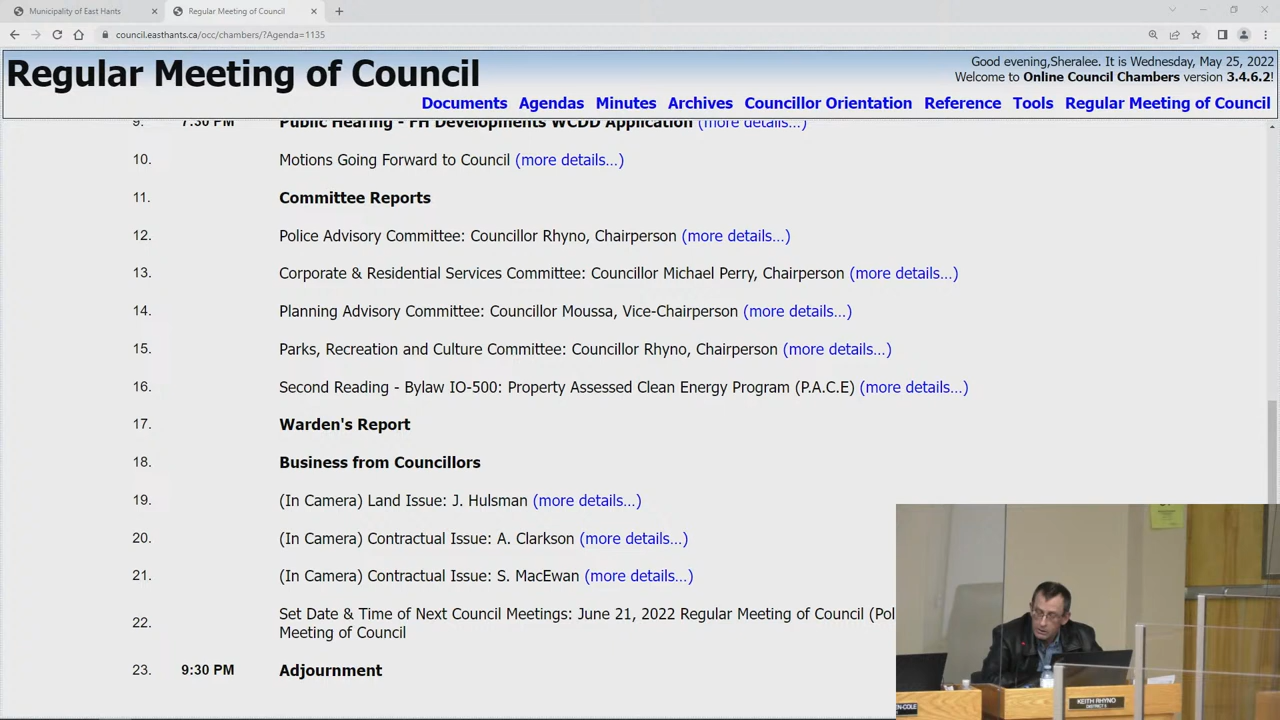 Municipality of East Hants
Regular Meeting of Council
council.easthants.ca/occ/chambers/?Agenda=1135
Regular Meeting of Council
Good evening,Sheralee. It is Wednesday, May 25, 2022
Welcome to Online Council Chambers version 3.4.6.2!
Documents Agendas Minutes Archives Councillor Orientation Reference Tools Regular Meeting of Council
9. 7:30 PM Public Hearing - FH Developments WCDD Application (more details...)
10. Motions Going Forward to Council (more details...)
11. Committee Reports
12. Police Advisory Committee: Councillor Rhyno, Chairperson (more details...)
13. Corporate & Residential Services Committee: Councillor Michael Perry, Chairperson (more details...)
14. Planning Advisory Committee: Councillor Moussa, Vice-Chairperson (more details...)
15. Parks, Recreation and Culture Committee: Councillor Rhyno, Chairperson (more details...)
16. Second Reading - Bylaw IO-500: Property Assessed Clean Energy Program (P.A.C.E) (more details...)
17. Warden's Report
18. Business from Councillors
19. (In Camera) Land Issue: J. Hulsman (more details...)
20. (In Camera) Contractual Issue: A. Clarkson (more details...)
21. (In Camera) Contractual Issue: S. MacEwan (more details...)
22. Set Date & Time of Next Council Meetings: June 21, 2022 Regular Meeting of Council (Pol
Meeting of Council
23. 9:30 PM Adjournment
EN-COLE
KEITH RHYNO